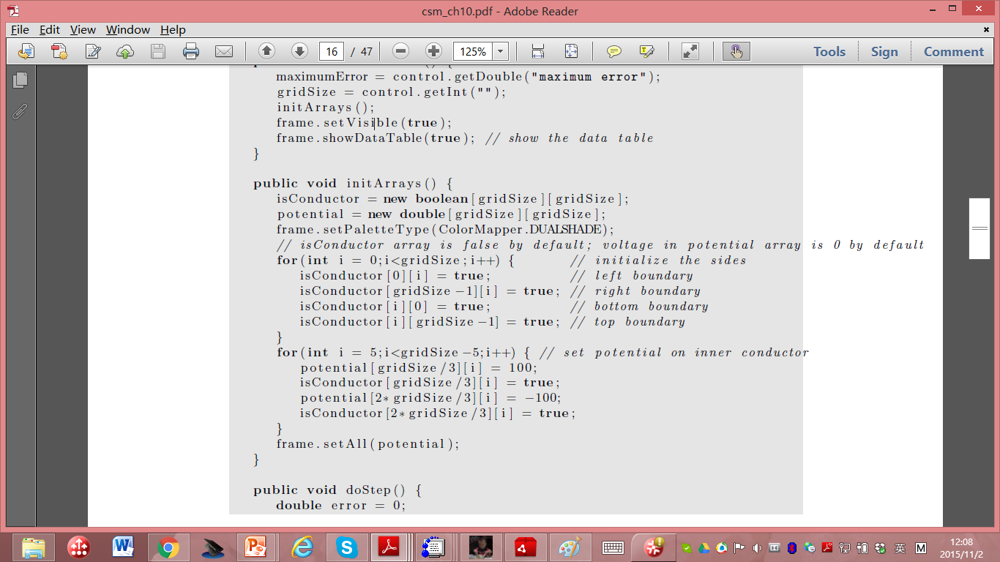 csm_ch10.pdf - Adobe Reader
File Edit View Window Help
16 / 47 125% Tools Sign Comment
maximumError = control.getDouble("maximum error");
gridSize = control.getInt("");
initArrays();
frame.setVisible(true);
frame.showDataTable(true); // show the data table
}
public void initArrays() {
isConductor = new boolean[gridSize][gridSize];
potential = new double[gridSize][gridSize];
frame.setPaletteType(ColorMapper.DUALSHADE);
// isConductor array is false by default; voltage in potential array is 0 by default
for(int i = 0;i<gridSize;i++) { // initialize the sides
isConductor[0][i] = true; // left boundary
isConductor[gridSize-1][i] = true; // right boundary
isConductor[i][0] = true; // bottom boundary
isConductor[i][gridSize-1] = true; // top boundary
}
for(int i = 5;i<gridSize-5;i++) { // set potential on inner conductor
potential[gridSize/3][i] = 100;
isConductor[gridSize/3][i] = true;
potential[2*gridSize/3][i] = -100;
isConductor[2*gridSize/3][i] = true;
}
frame.setAll(potential);
}
public void doStep() {
double error = 0;
英 M
12:08
2015/11/2